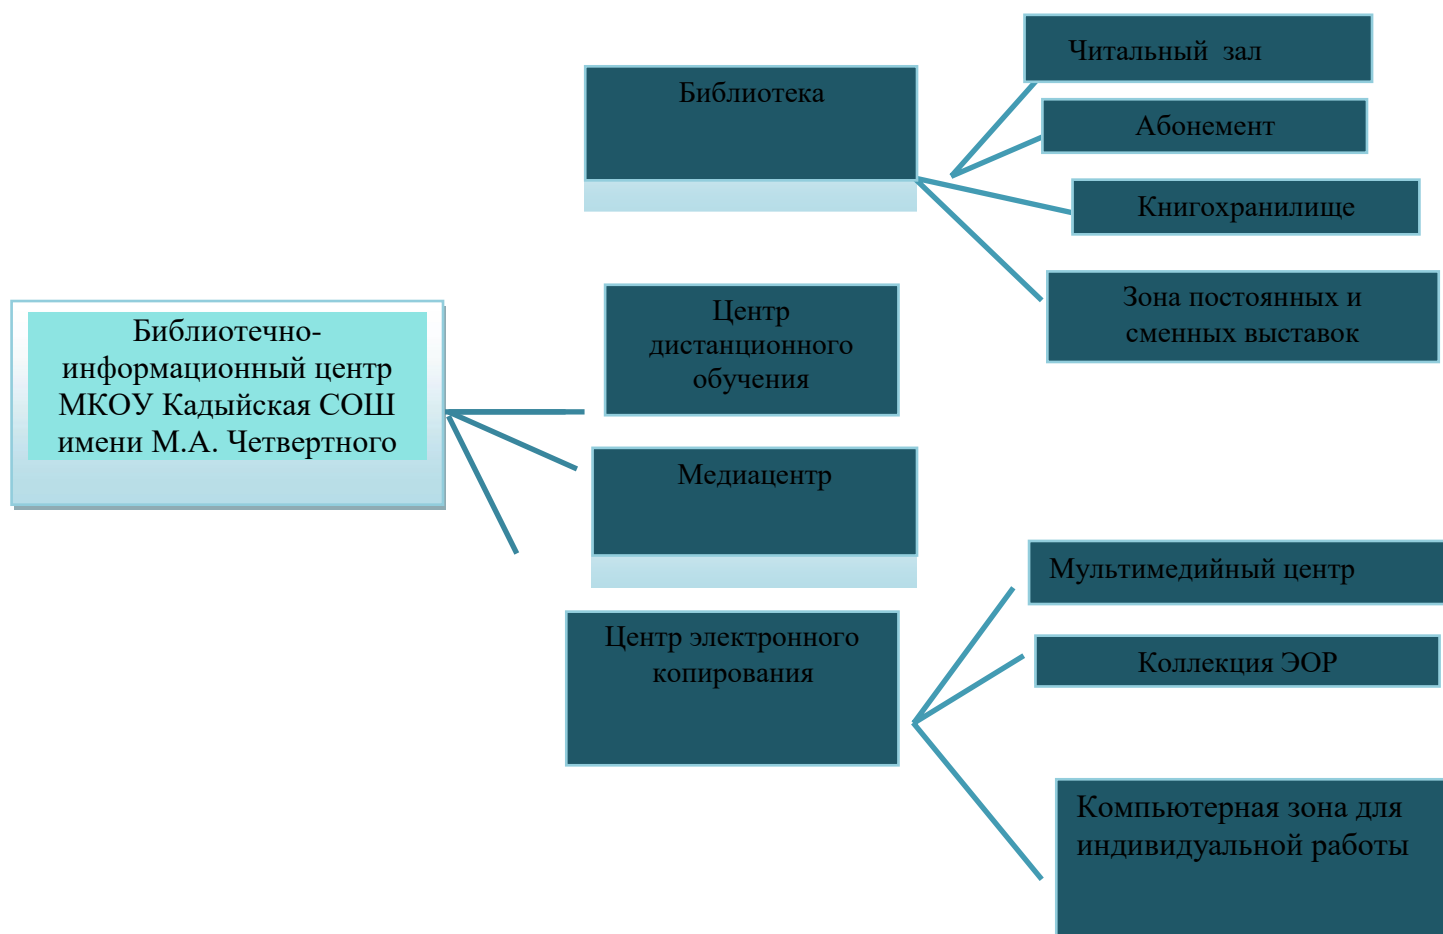 Библиотечно-
информационный центр
МКОУ Кадыйская СОШ
имени М.А. Четвертного
Библиотека
Читальный зал
Абонемент
Книгохранилище
Зона постоянных и
сменных выставок
Центр
дистанционного
обучения
Медиацентр
Центр электронного
копирования
Мультимедийный центр
Коллекция ЭОР
Компьютерная зона для
индивидуальной работы